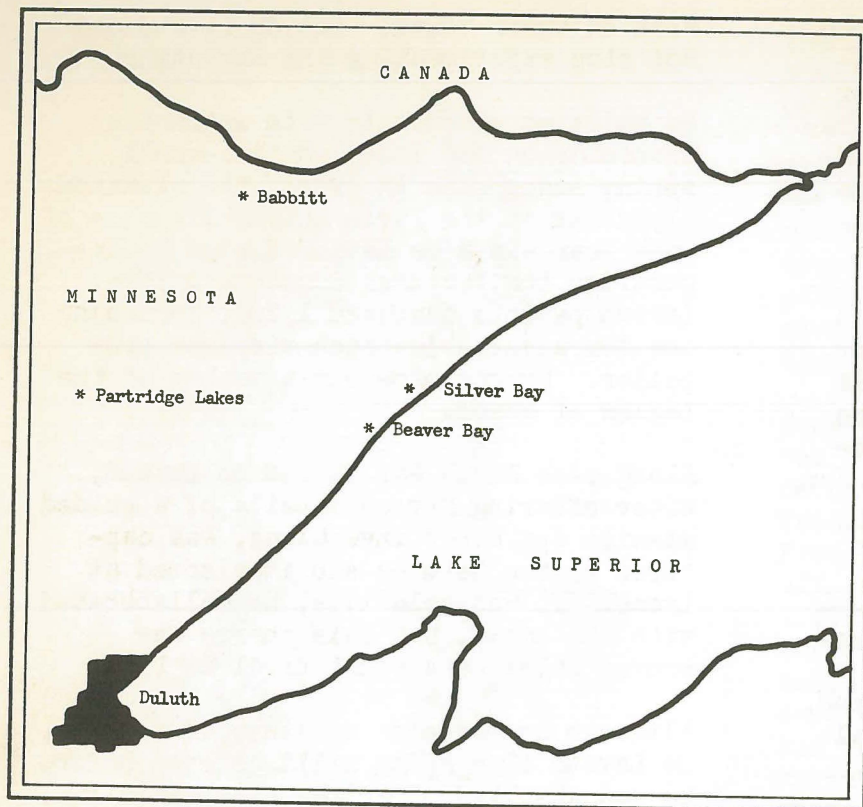 CANADA
* Babbitt
MINNESOTA
* Partridge Lakes
* Silver Bay
* Beaver Bay
LAKE SUPERIOR
Duluth